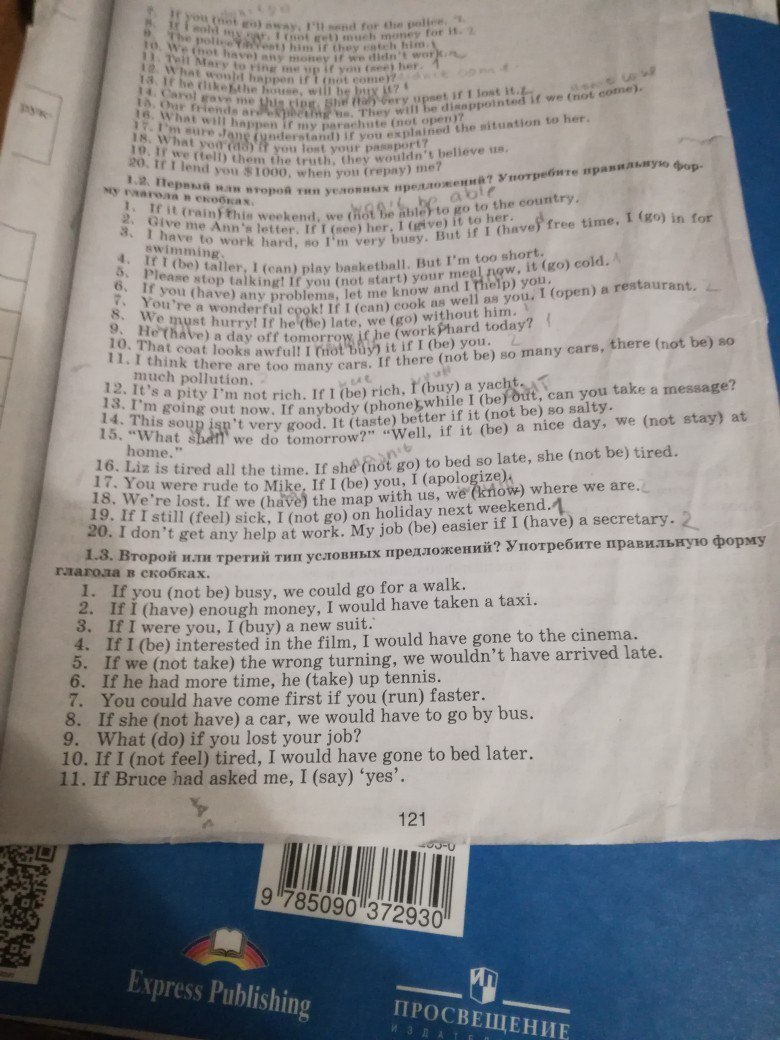 7. If you (not go) away, I'll send for the police.
8. If I sold my car, I (not get) much money for it. 2
9. The police (arrest) him if they catch him.
10. We (not have) any money if we didn't work.
11. Tell Mary to ring me up if you (see) her. 1
12. What would happen if I (not come)?
13. If he (like) the house, will he buy it?
14. Carol gave me this ring. She (be) very upset if I lost it. 2
15. Our friends are expecting us. They will be disappointed if we (not come).
16. What will happen if my parachute (not open)?
17. I'm sure Jane (understand) if you explained the situation to her.
18. What you (do) if you lost your passport?
19. If we (tell) them the truth, they wouldn't believe us.
20. If I lend you $1000, when you (repay) me?
1.2. Первый или второй тип условных предложений? Употребите правильную фор-
му глагола в скобках.
won't be able
1. If it (rain) this weekend, we (not be able) to go to the country.
2. Give me Ann's letter. If I (see) her, I (give) it to her.
3. I have to work hard, so I'm very busy. But if I (have) free time, I (go) in for
swimming.
4. If I (be) taller, I (can) play basketball. But I'm too short.
5. Please stop talking! If you (not start) your meal now, it (go) cold.
6. If you (have) any problems, let me know and I (help) you.
7. You're a wonderful cook! If I (can) cook as well as you, I (open) a restaurant.
8. We must hurry! If he (be) late, we (go) without him.
9. He (have) a day off tomorrow if he (work) hard today?
10. That coat looks awful! I (not buy) it if I (be) you.
11. I think there are too many cars. If there (not be) so many cars, there (not be) so
much pollution.
12. It's a pity I'm not rich. If I (be) rich, I (buy) a yacht.
13. I'm going out now. If anybody (phone) while I (be) out, can you take a message?
14. This soup isn't very good. It (taste) better if it (not be) so salty.
15. “What shall we do tomorrow?” “Well, if it (be) a nice day, we (not stay) at
home.”
16. Liz is tired all the time. If she (not go) to bed so late, she (not be) tired.
17. You were rude to Mike. If I (be) you, I (apologize).
18. We're lost. If we (have) the map with us, we (know) where we are.
19. If I still (feel) sick, I (not go) on holiday next weekend. 1
20. I don't get any help at work. My job (be) easier if I (have) a secretary. 2
1.3. Второй или третий тип условных предложений? Употребите правильную форму
глагола в скобках.
1. If you (not be) busy, we could go for a walk.
2. If I (have) enough money, I would have taken a taxi.
3. If I were you, I (buy) a new suit.
4. If I (be) interested in the film, I would have gone to the cinema.
5. If we (not take) the wrong turning, we wouldn't have arrived late.
6. If he had more time, he (take) up tennis.
7. You could have come first if you (run) faster.
8. If she (not have) a car, we would have to go by bus.
9. What (do) if you lost your job?
10. If I (not feel) tired, I would have gone to bed later.
11. If Bruce had asked me, I (say) ‘yes’.
121
9 785090 372930
Express Publishing
ПРОСВЕЩЕНИЕ